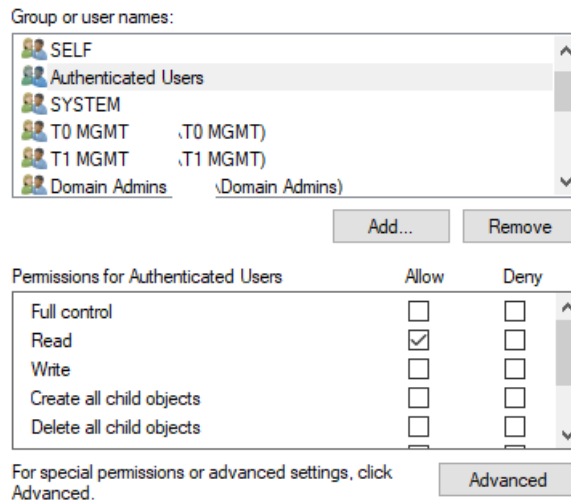 Group or user names:
SELF
Authenticated Users
SYSTEM
T0 MGMT \T0 MGMT)
T1 MGMT \T1 MGMT)
Domain Admins \Domain Admins)
Add... Remove
Permissions for Authenticated Users Allow Deny
Full control
Read
Write
Create all child objects
Delete all child objects
For special permissions or advanced settings, click
Advanced.
Advanced